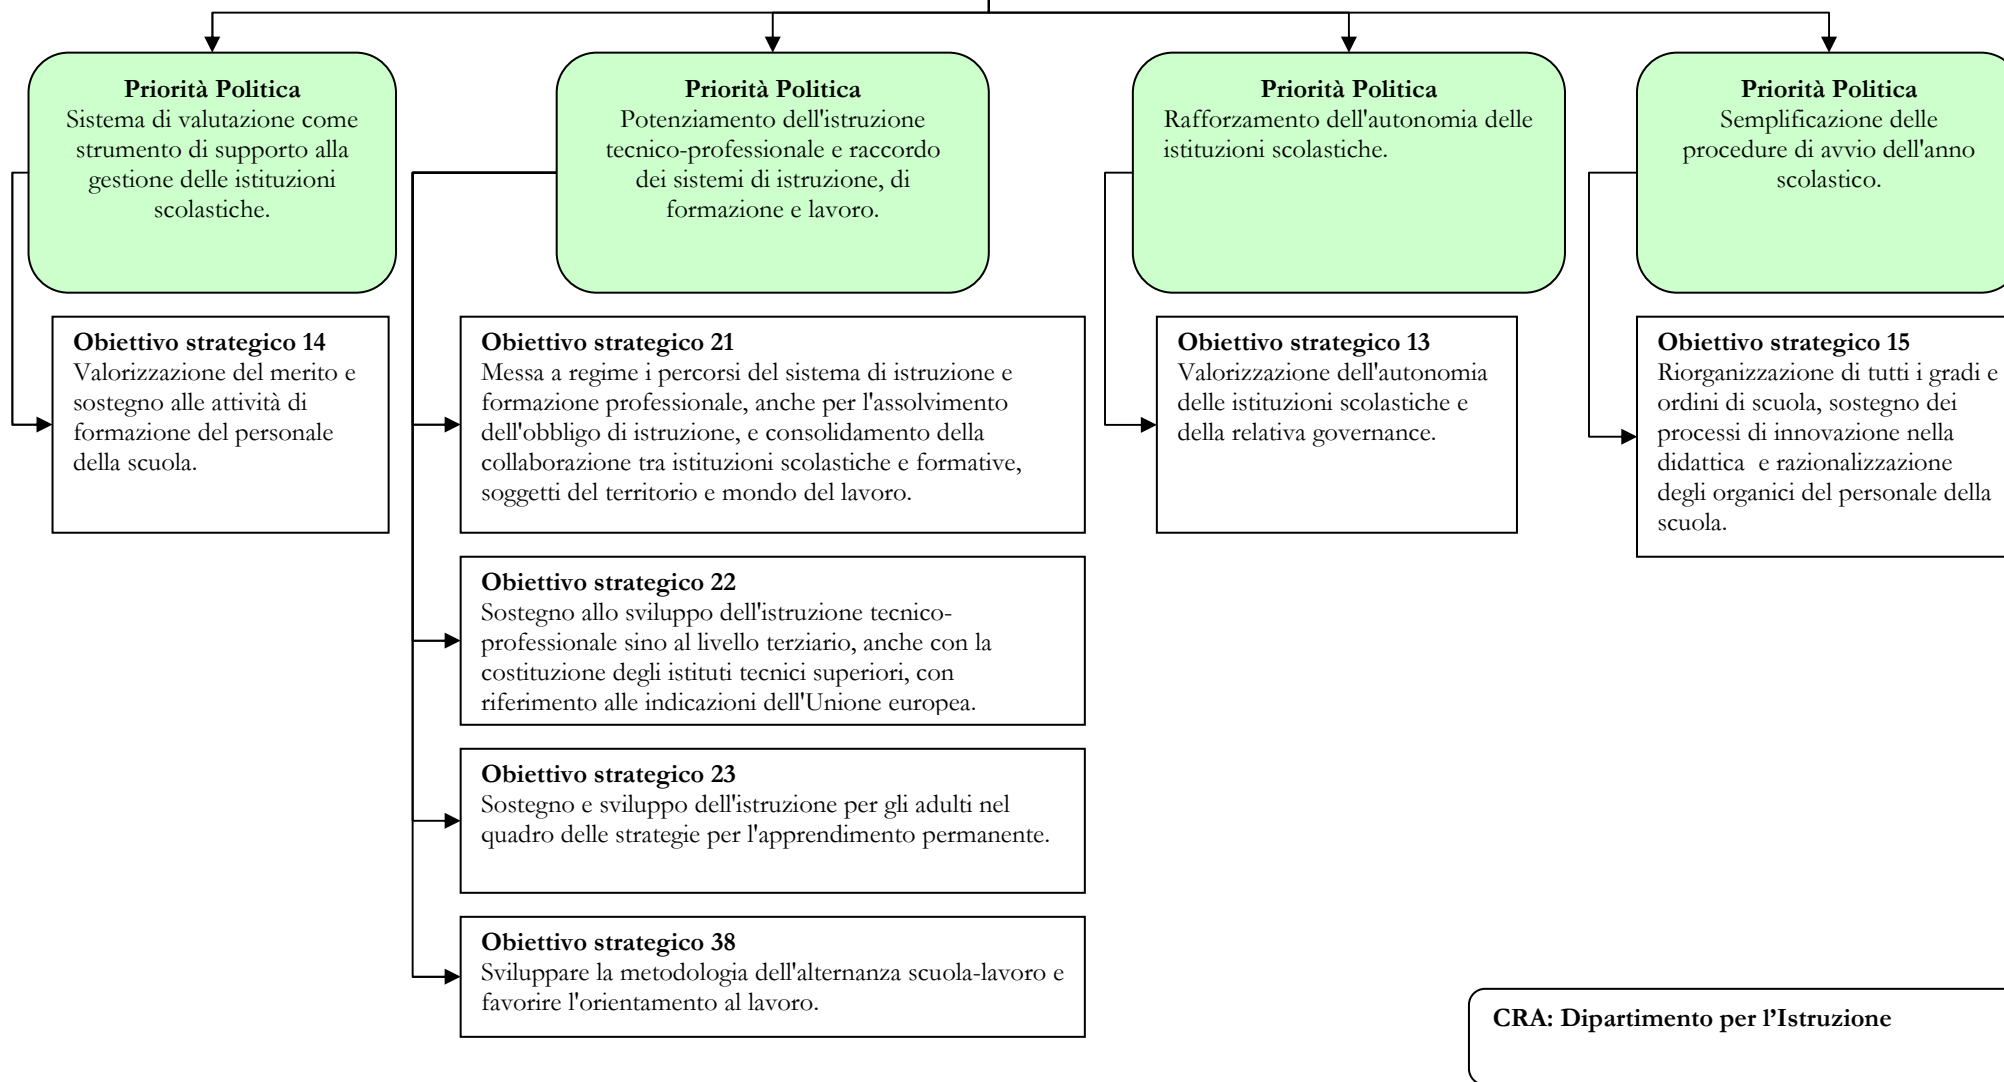 Priorità Politica
Sistema di valutazione come
strumento di supporto alla
gestione delle istituzioni
scolastiche.
Priorità Politica
Potenziamento dell'istruzione
tecnico-professionale e raccordo
dei sistemi di istruzione, di
formazione e lavoro.
Priorità Politica
Rafforzamento dell'autonomia delle
istituzioni scolastiche.
Priorità Politica
Semplificazione delle
procedure di avvio dell'anno
scolastico.
Obiettivo strategico 14
Valorizzazione del merito e
sostegno alle attività di
formazione del personale
della scuola.
Obiettivo strategico 21
Messa a regime i percorsi del sistema di istruzione e
formazione professionale, anche per l'assolvimento
dell'obbligo di istruzione, e consolidamento della
collaborazione tra istituzioni scolastiche e formative,
soggetti del territorio e mondo del lavoro.
Obiettivo strategico 22
Sostegno allo sviluppo dell'istruzione tecnico-
professionale sino al livello terziario, anche con la
costituzione degli istituti tecnici superiori, con
riferimento alle indicazioni dell'Unione europea.
Obiettivo strategico 23
Sostegno e sviluppo dell'istruzione per gli adulti nel
quadro delle strategie per l'apprendimento permanente.
Obiettivo strategico 38
Sviluppare la metodologia dell'alternanza scuola-lavoro e
favorire l'orientamento al lavoro.
Obiettivo strategico 13
Valorizzazione dell'autonomia
delle istituzioni scolastiche e
della relativa governance.
Obiettivo strategico 15
Riorganizzazione di tutti i gradi e
ordini di scuola, sostegno dei
processi di innovazione nella
didattica  e razionalizzazione
degli organici del personale della
scuola.
CRA: Dipartimento per l’Istruzione